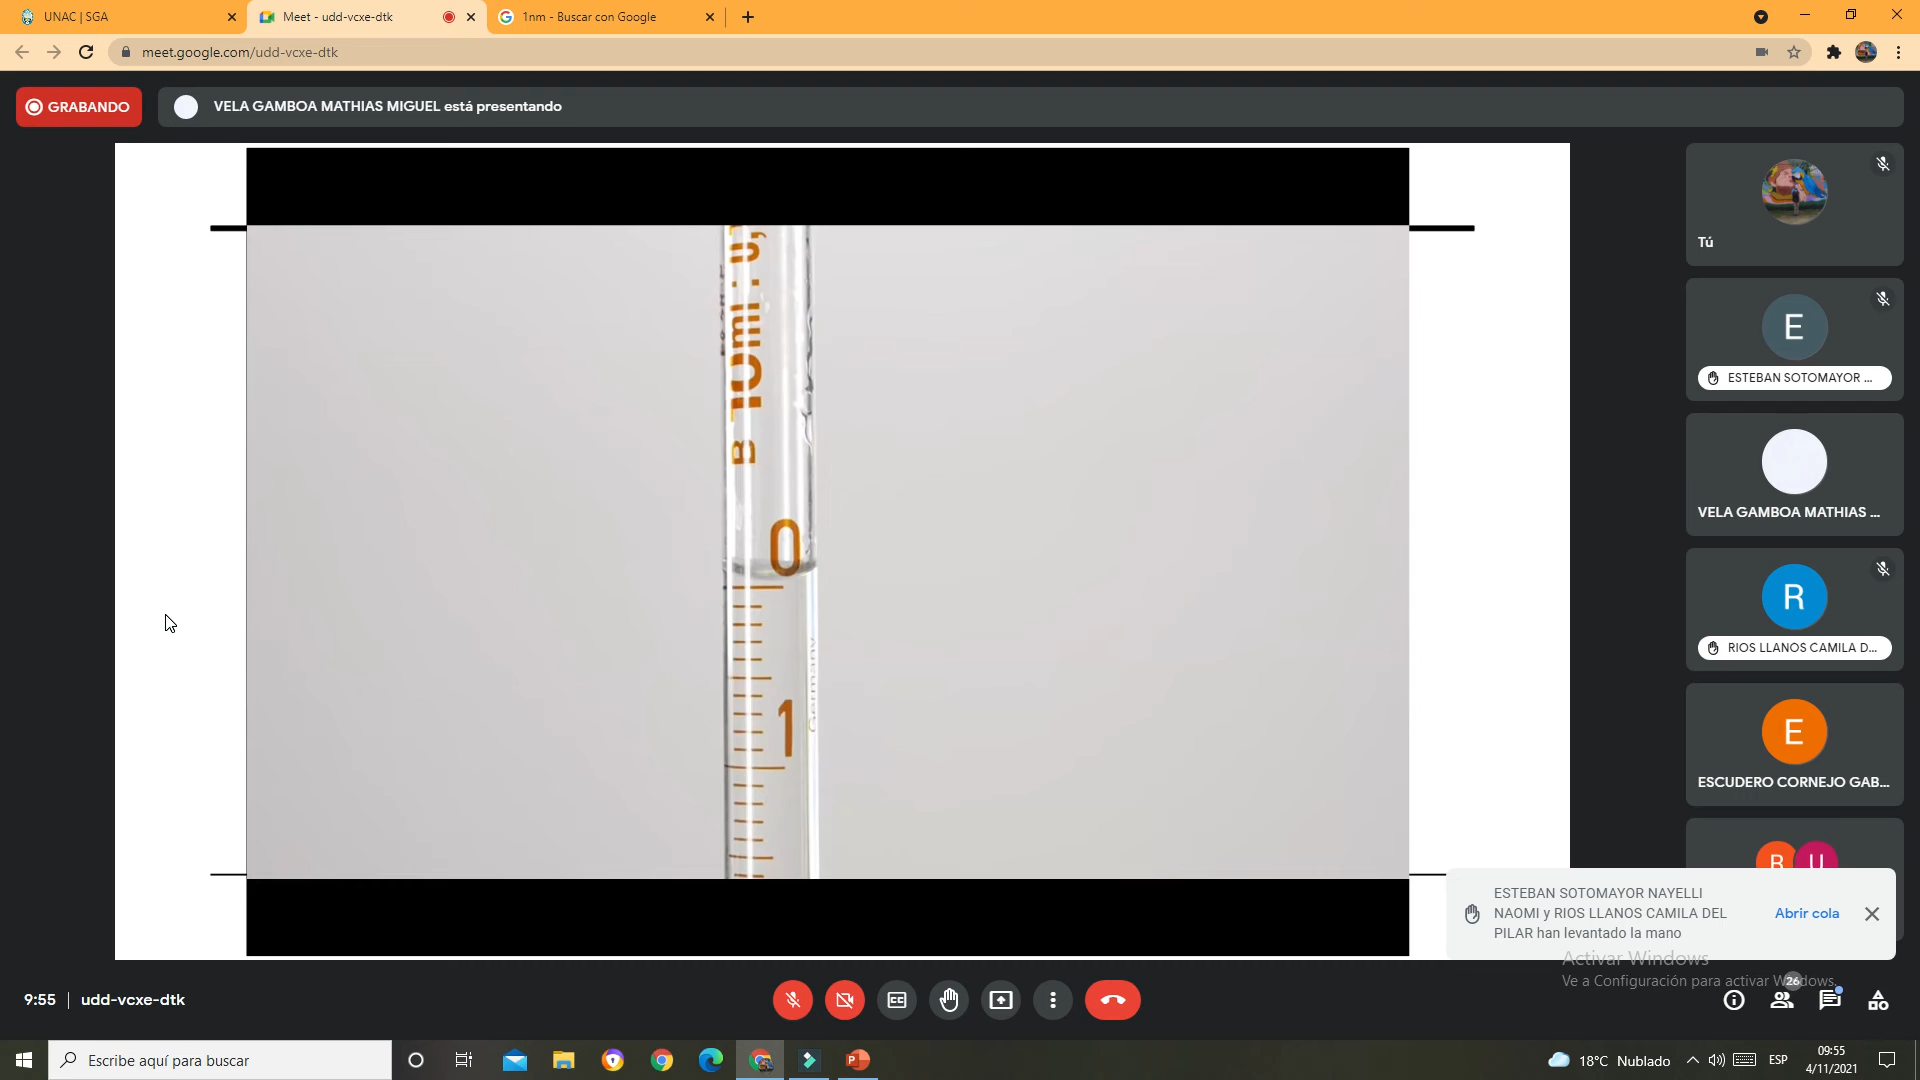 UNAC | SGA
Meet - udd-vcxe-dtk
1nm - Buscar con Google
meet.google.com/udd-vcxe-dtk
GRABANDO
VELA GAMBOA MATHIAS MIGUEL está presentando
B 10ml : 0,
0
1
Germany
Tú
E
ESTEBAN SOTOMAYOR ...
VELA GAMBOA MATHIAS ...
R
RIOS LLANOS CAMILA D...
E
ESCUDERO CORNEJO GAB...
R U
ESTEBAN SOTOMAYOR NAYELLI
NAOMI y RIOS LLANOS CAMILA DEL
PILAR han levantado la mano
Abrir cola
Activar Windows
Ve a Configuración para activar Windows.
26
9:55 | udd-vcxe-dtk
Escribe aquí para buscar
18°C Nublado
ESP
09:55
4/11/2021